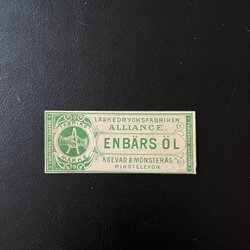 LÄSKEDRYCKSFABRIKEN
ALLIANCE.
ENBÄRS ÖL
ÅSEVAD & MÖNSTERÅS
RIKSTELEFON